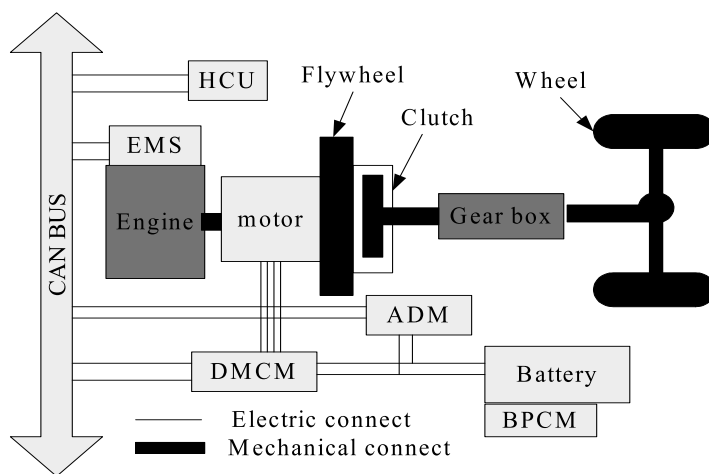 HCU
Flywheel
Wheel
Clutch
EMS
Engine
motor
Gear box
CAN BUS
ADM
DMCM
Battery
BPCM
Electric connect
Mechanical connect